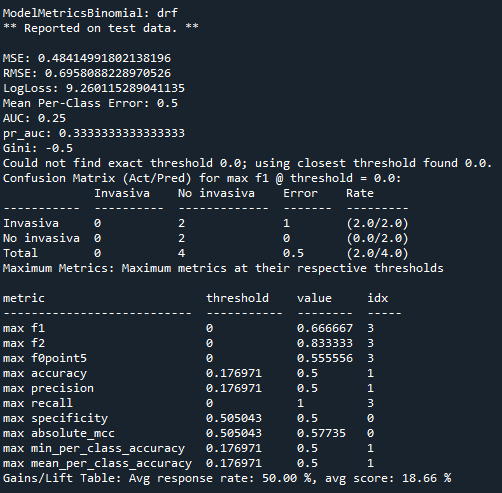 ModelMetricsBinomial: drf
** Reported on test data. **

MSE: 0.48414991802138196
RMSE: 0.6958088228970526
LogLoss: 9.260115289041135
Mean Per-Class Error: 0.5
AUC: 0.25
pr_auc: 0.3333333333333333
Gini: -0.5
Could not find exact threshold 0.0; using closest threshold found 0.0.
Confusion Matrix (Act/Pred) for max f1 @ threshold = 0.0:
             Invasiva    No invasiva    Error    Rate
-----------  ----------  -------------  -------  ---------
Invasiva     0           2              1        (2.0/2.0)
No invasiva  0           2              0        (0.0/2.0)
Total        0           4              0.5      (2.0/4.0)
Maximum Metrics: Maximum metrics at their respective thresholds

metric                       threshold    value     idx
---------------------------  -----------  --------  -----
max f1                       0            0.666667  3
max f2                       0            0.833333  3
max f0point5                 0            0.555556  3
max accuracy                 0.176971     0.5       1
max precision                0.176971     0.5       1
max recall                   0            1         3
max specificity              0.505043     0.5       0
max absolute_mcc             0.505043     0.57735   0
max min_per_class_accuracy   0.176971     0.5       1
max mean_per_class_accuracy  0.176971     0.5       1
Gains/Lift Table: Avg response rate: 50.00 %, avg score: 18.66 %